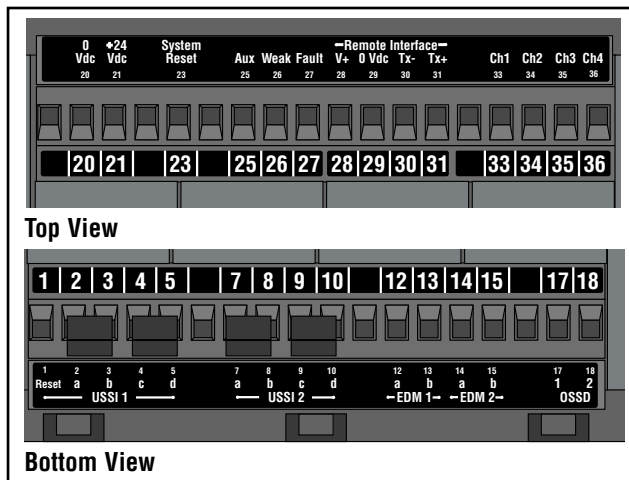 0 +24 System —Remote Interface—
Vdc Vdc Reset Aux Weak Fault V+ 0 Vdc Tx- Tx+ Ch1 Ch2 Ch3 Ch4
20 21 23 25 26 27 28 29 30 31 33 34 35 36
20 21 23 25 26 27 28 29 30 31 33 34 35 36
Top View
1 2 3 4 5 7 8 9 10 12 13 14 15 17 18
1 2 3 4 5 7 8 9 10 12 13 14 15 17 18
Reset a b c d a b c d a b a b 1 2
USSI 1 USSI 2 EDM 1 EDM 2 OSSD
Bottom View